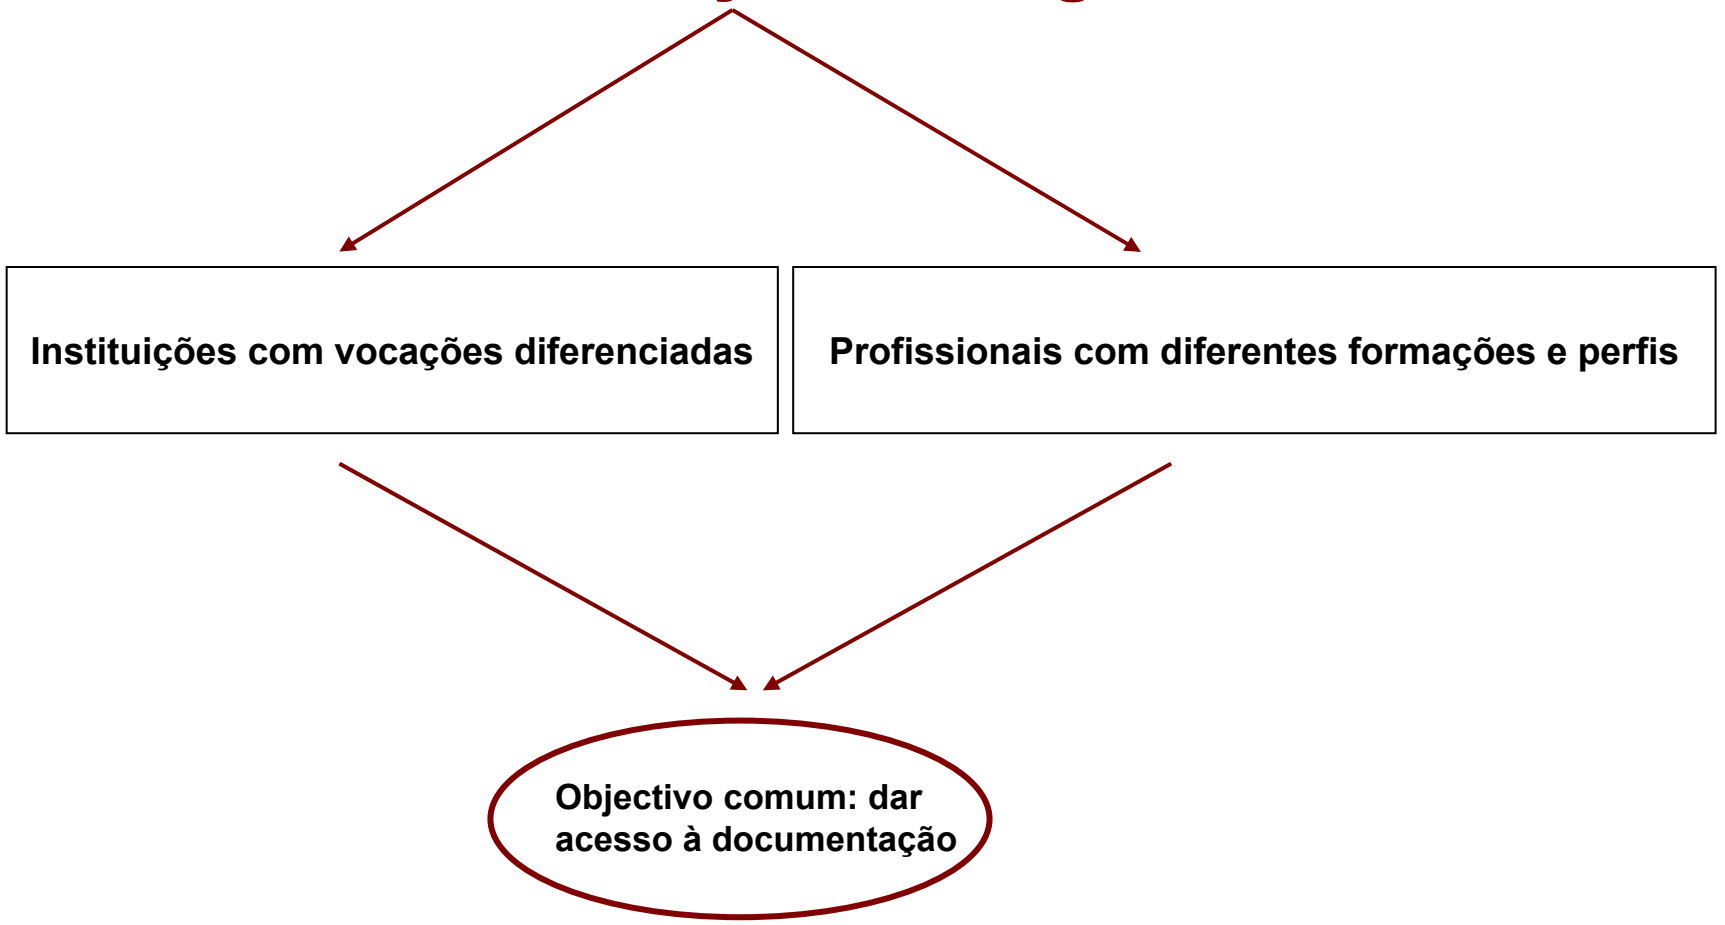 Instituições com vocações diferenciadas
Profissionais com diferentes formações e perfis
Objectivo comum: dar
acesso à documentação